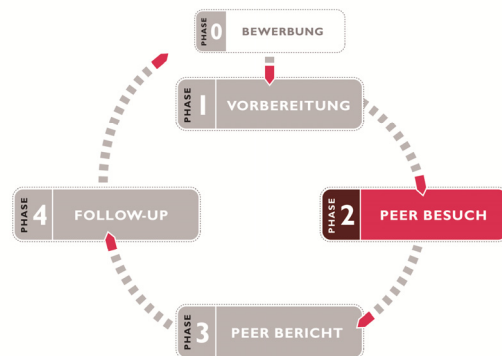 PHASE 0 BEWERBUNG
PHASE 1 VORBEREITUNG
PHASE 2 PEER BESUCH
PHASE 3 PEER BERICHT
PHASE 4 FOLLOW-UP